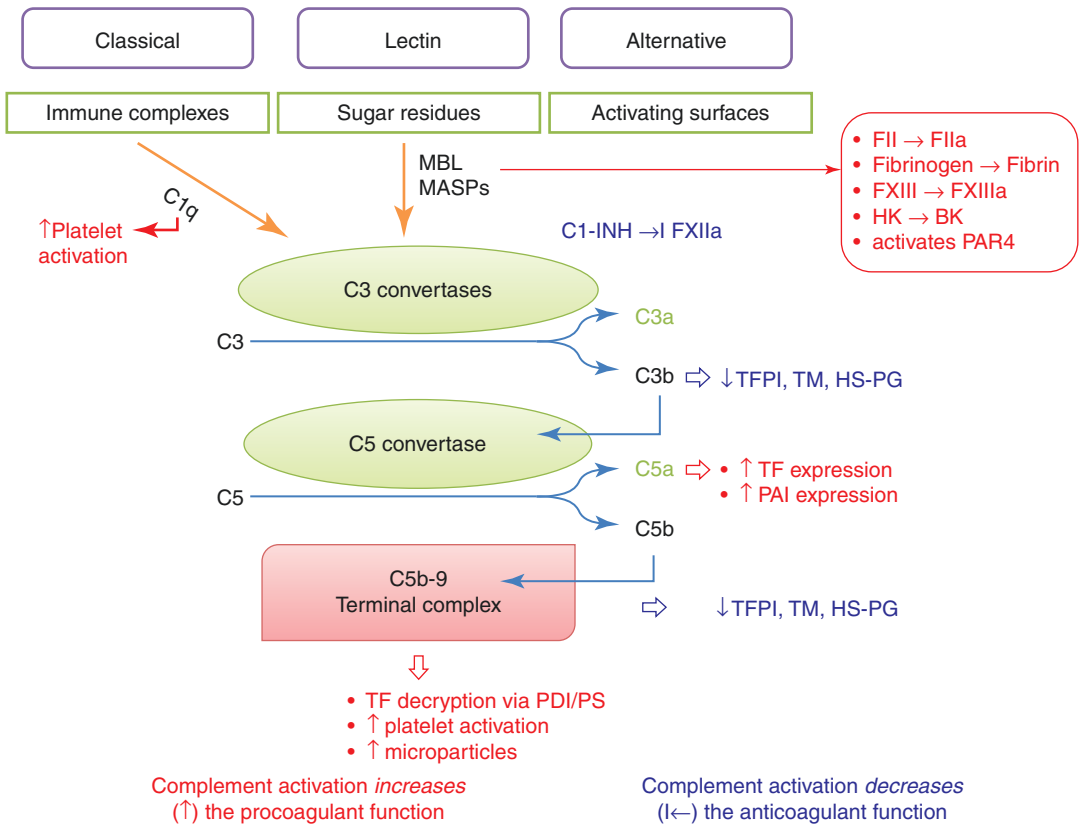 Classical
Lectin
Alternative
Immune complexes
Sugar residues
Activating surfaces
MBL
MASPs
• FII → FIIa
• Fibrinogen → Fibrin
• FXIII → FXIIIa
• HK → BK
• activates PAR4
C1q
↑Platelet
activation
C1-INH →I FXIIa
C3 convertases
C3a
C3
C3b
↓TFPI, TM, HS-PG
C5 convertase
C5a
• ↑ TF expression
• ↑ PAI expression
C5
C5b
C5b-9
Terminal complex
↓TFPI, TM, HS-PG
• TF decryption via PDI/PS
• ↑ platelet activation
• ↑ microparticles
Complement activation increases
(↑) the procoagulant function
Complement activation decreases
(I←) the anticoagulant function